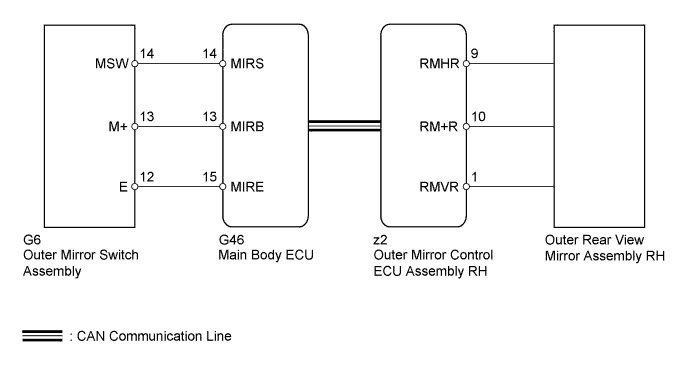 MSW 14 14 MIRS RMHR 9
M+ 13 13 MIRB RM+R 10
E 12 15 MIRE RMVR 1
G6
Outer Mirror Switch
Assembly
G46
Main Body ECU
z2
Outer Mirror Control
ECU Assembly RH
Outer Rear View
Mirror Assembly RH
: CAN Communication Line